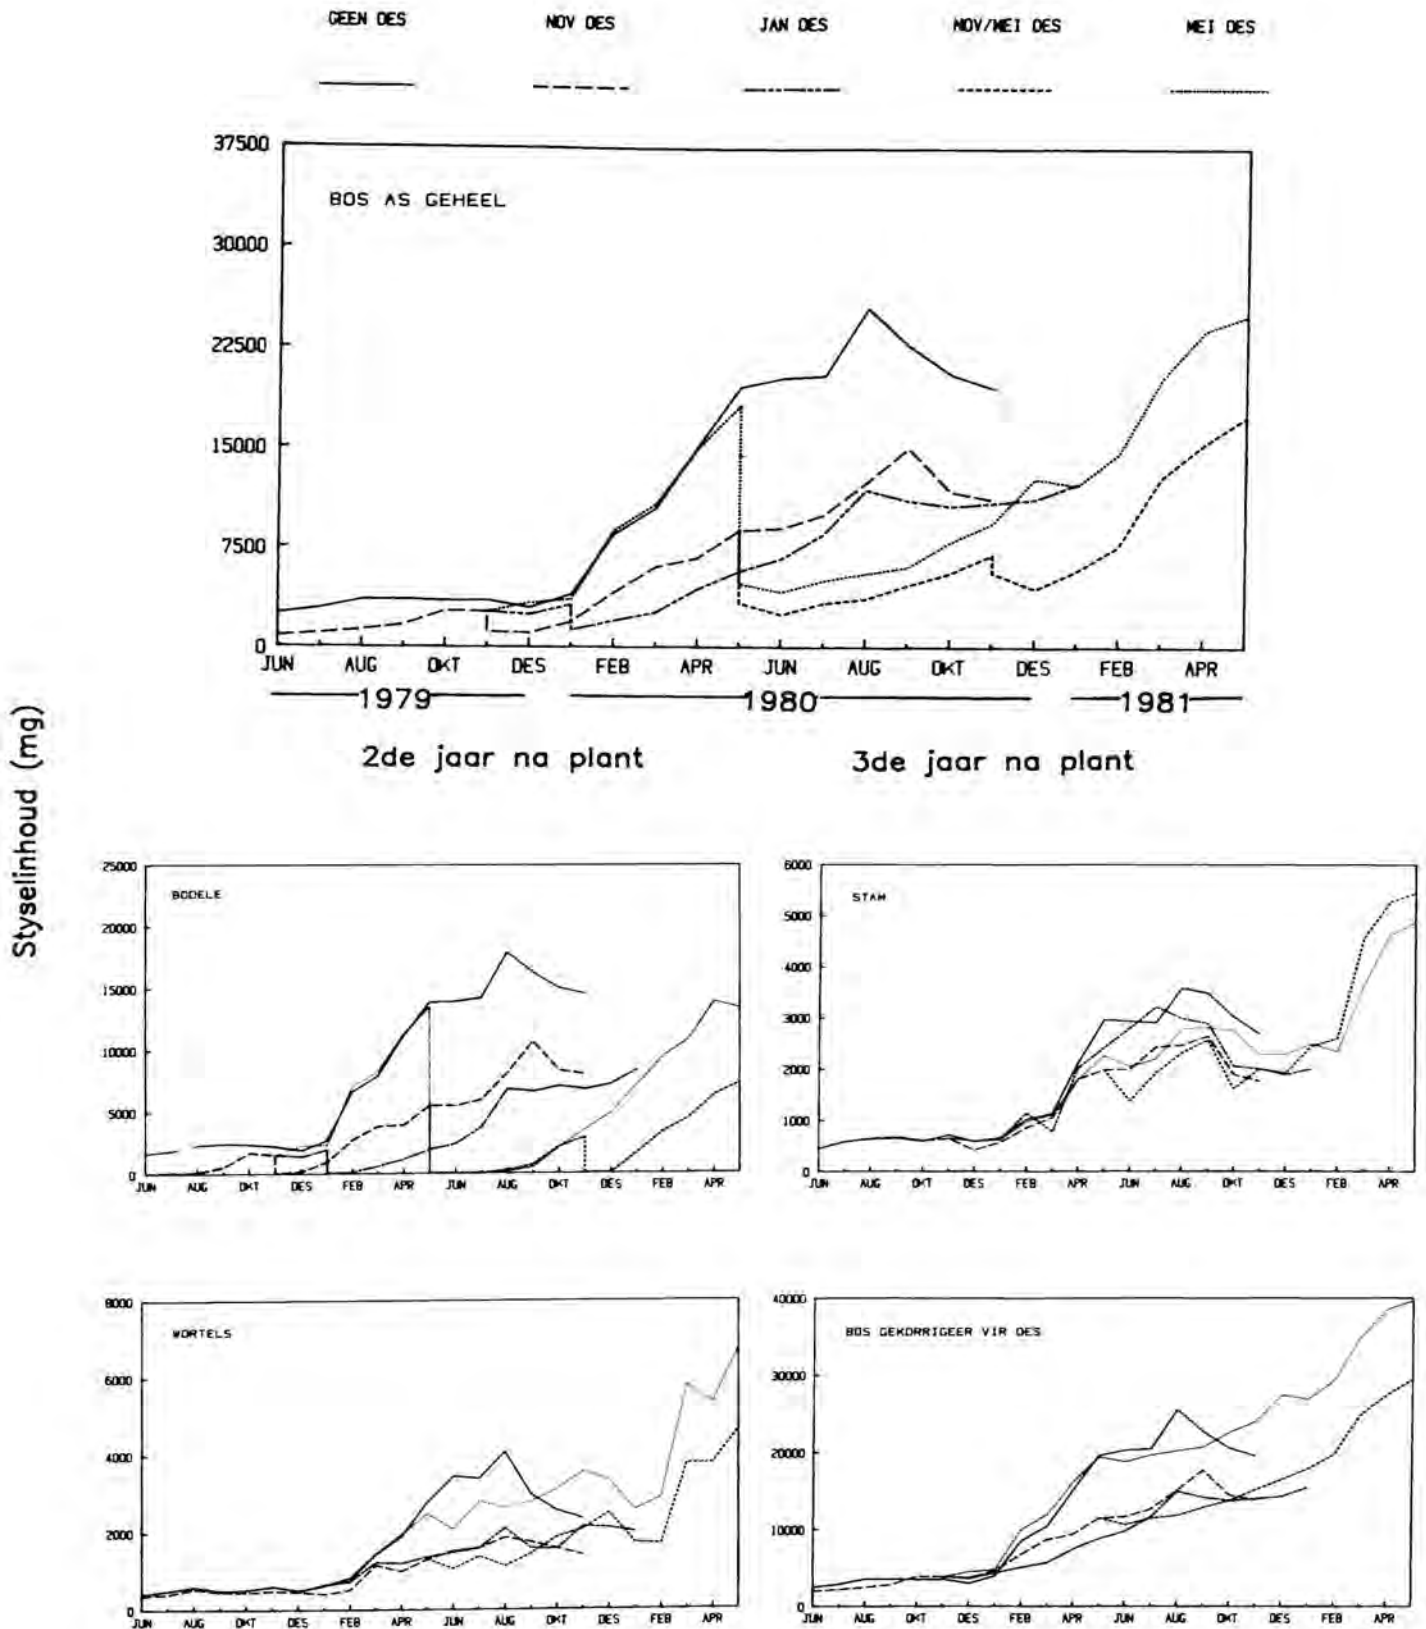 GEEN DES NOV DES JAN DES NOV/MEI DES MEI DES
37500
BOS AS GEHEEL
30000
22500
15000
7500
0
JUN AUG OKT DES FEB APR JUN AUG OKT DES FEB APR
1979 1980 1981
2de jaar na plant 3de jaar na plant
Styselinhoud (mg)
25000
BODELE
20000
15000
10000
5000
0
JUN AUG OKT DES FEB APR JUN AUG OKT DES FEB APR
6000
STAM
5000
4000
3000
2000
1000
0
JUN AUG OKT DES FEB APR JUN AUG OKT DES FEB APR
8000
WORTELS
6000
4000
2000
0
JUN AUG OKT DES FEB APR JUN AUG OKT DES FEB APR
40000
BOS GEKORRIGEER VIR DES
30000
20000
10000
0
JUN AUG OKT DES FEB APR JUN AUG OKT DES FEB APR